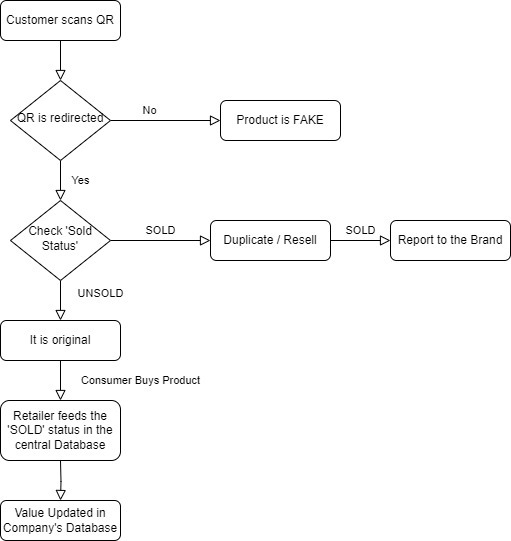 Customer scans QR
QR is redirected
No
Product is FAKE
Yes
Check 'Sold
Status'
SOLD
Duplicate / Resell
SOLD
Report to the Brand
UNSOLD
It is original
Consumer Buys Product
Retailer feeds the
'SOLD' status in the
central Database
Value Updated in
Company's Database